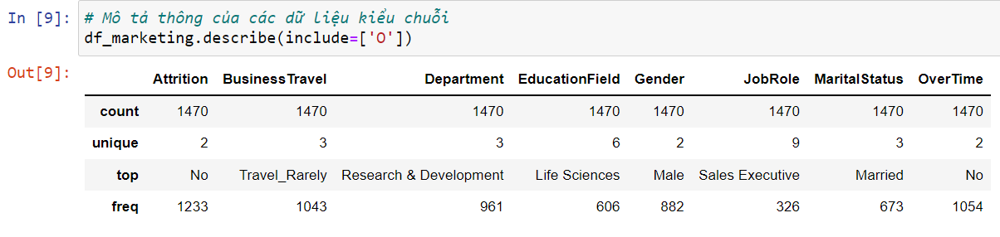 In [9]: # Mô tả thông của các dữ liệu kiểu chuỗi
df_marketing.describe(include=['O'])
Out[9]:
Attrition BusinessTravel Department EducationField Gender JobRole MaritalStatus OverTime
count 1470 1470 1470 1470 1470 1470 1470 1470
unique 2 3 3 6 2 9 3 2
top No Travel_Rarely Research & Development Life Sciences Male Sales Executive Married No
freq 1233 1043 961 606 882 326 673 1054